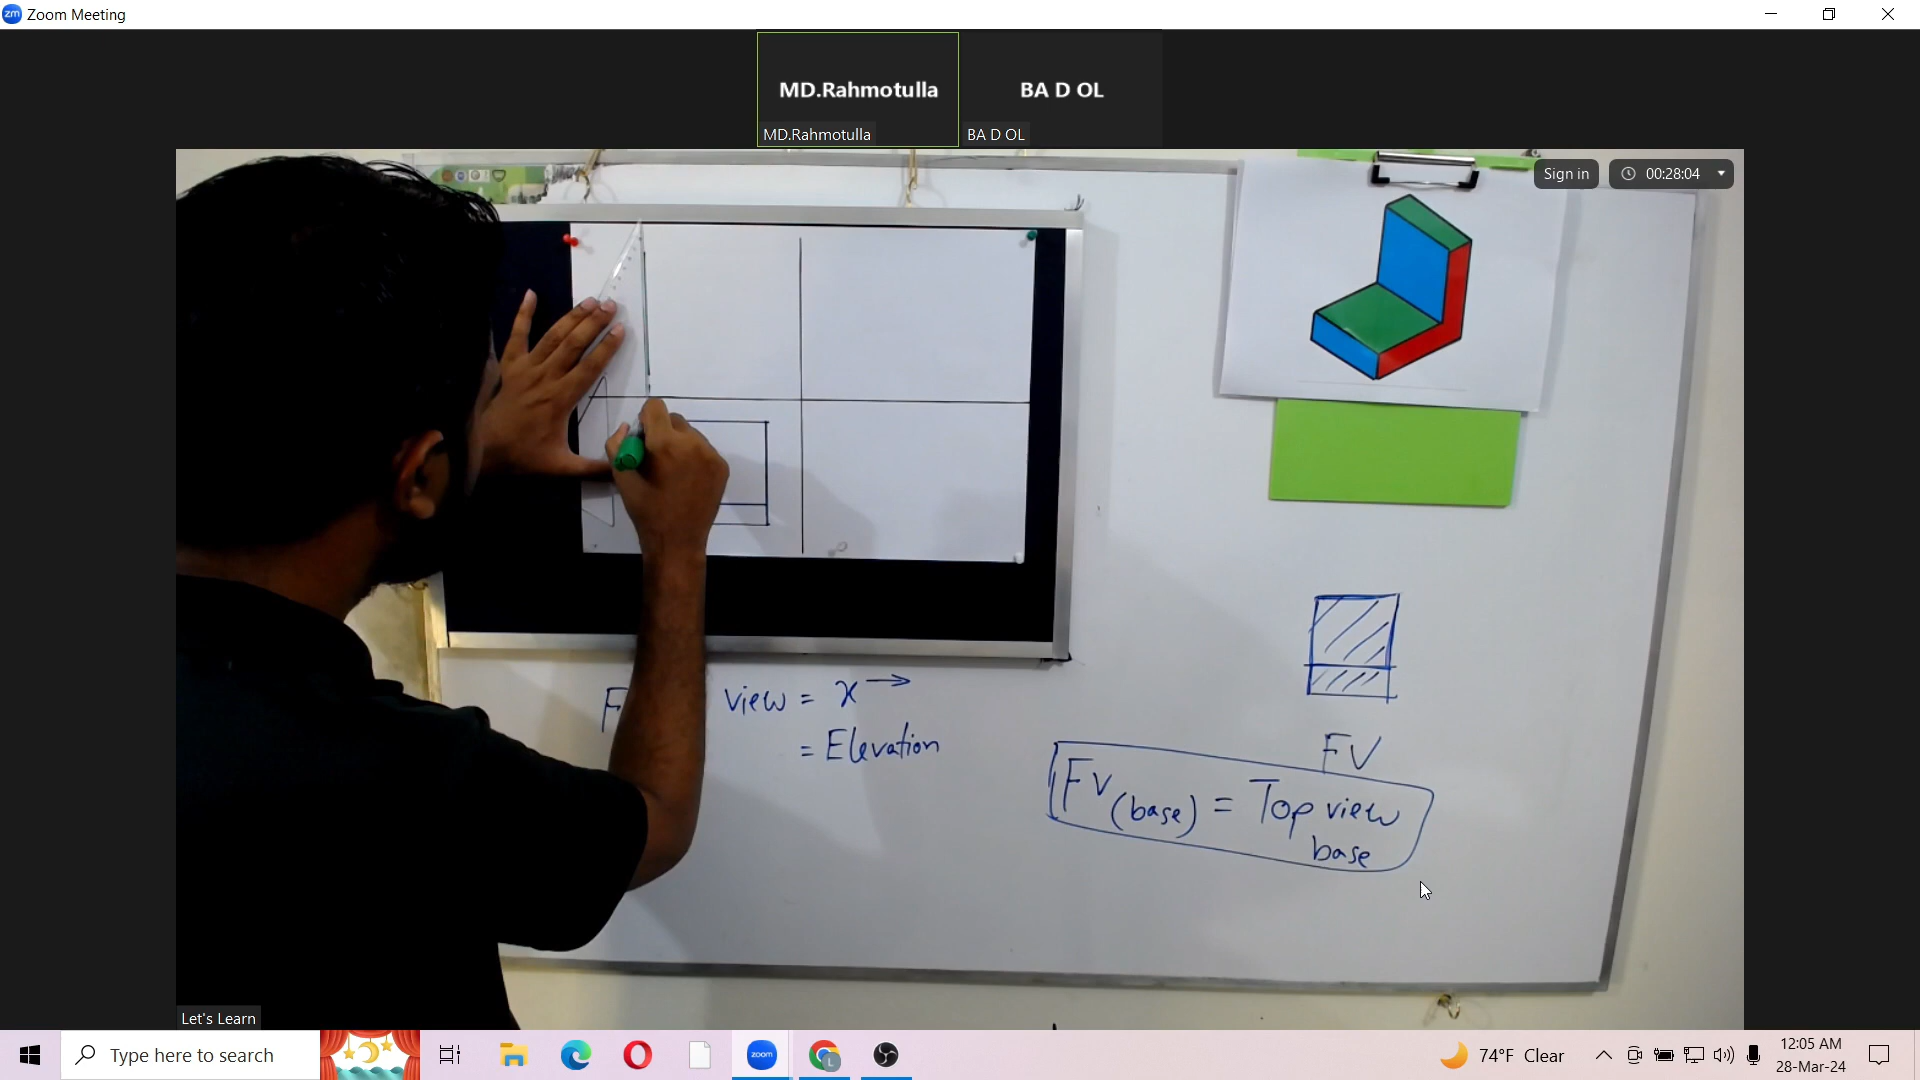 Zoom Meeting
MD.Rahmotulla
BA D OL
MD.Rahmotulla
BA D OL
Sign in
00:28:04
view = x →
= Elevation
FV
FV (base) = Top view
base
Let's Learn
Type here to search
zoom
L
74°F Clear
12:05 AM
28-Mar-24